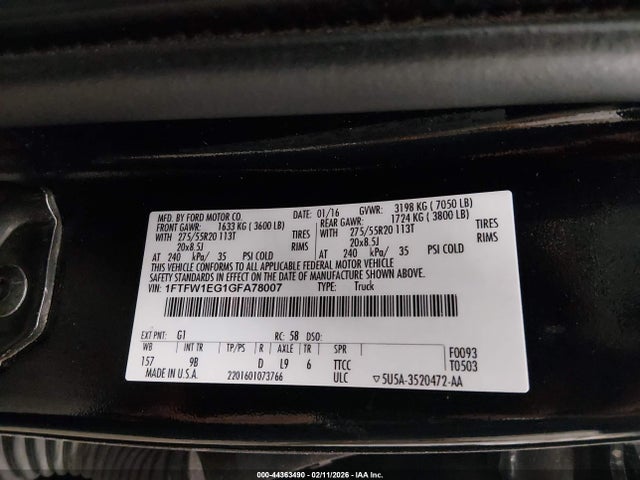 MFD. BY FORD MOTOR CO.
01/16 GVWR: 3198 KG ( 7050 LB)
FRONT GAWR: 1633 KG ( 3600 LB) REAR GAWR: 1724 KG ( 3800 LB)
275/55R20 113T TIRES 275/55R20 113T TIRES
20x8.5J RIMS 20x8.5J RIMS
AT 240 kPa/ 35 PSI COLD AT 240 kPa/ 35 PSI COLD
THIS VEHICLE CONFORMS TO ALL APPLICABLE FEDERAL MOTOR VEHICLE
SAFETY STANDARDS IN EFFECT ON THE DATE OF MANUFACTURE SHOWN ABOVE.
VIN: 1FTFW1EG1GFA78007 TYPE: Truck
EXT PNT: G1 RC: 58 DSO: F0093
WB INT TR TP/PS R AXLE TR SPR T0503
157 9B D L9 6 TTCC
MADE IN U.S.A. 2201601073766 ULC ▽5U5A-3520472-AA
000-44363490 - 02/11/2026 - IAA Inc.